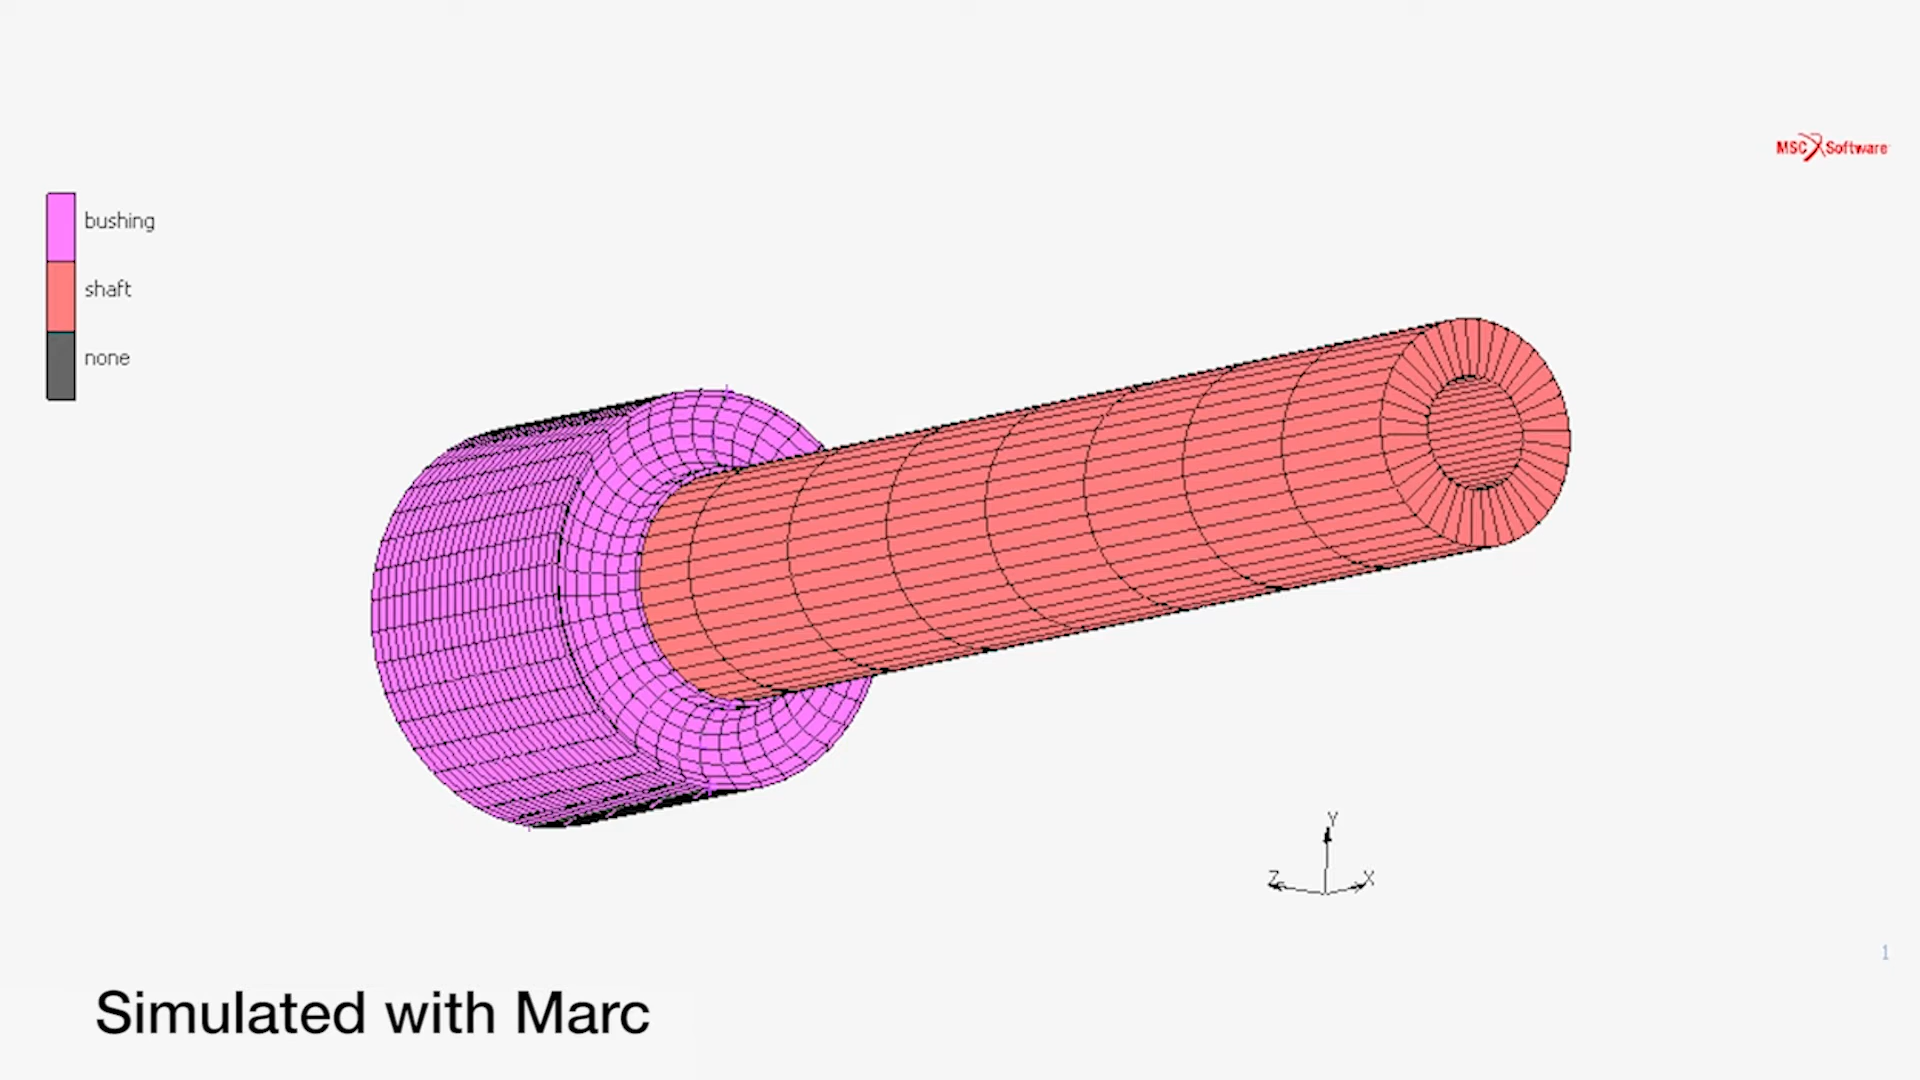 MSC Software
bushing
shaft
none
Y
Z
X
1
Simulated with Marc